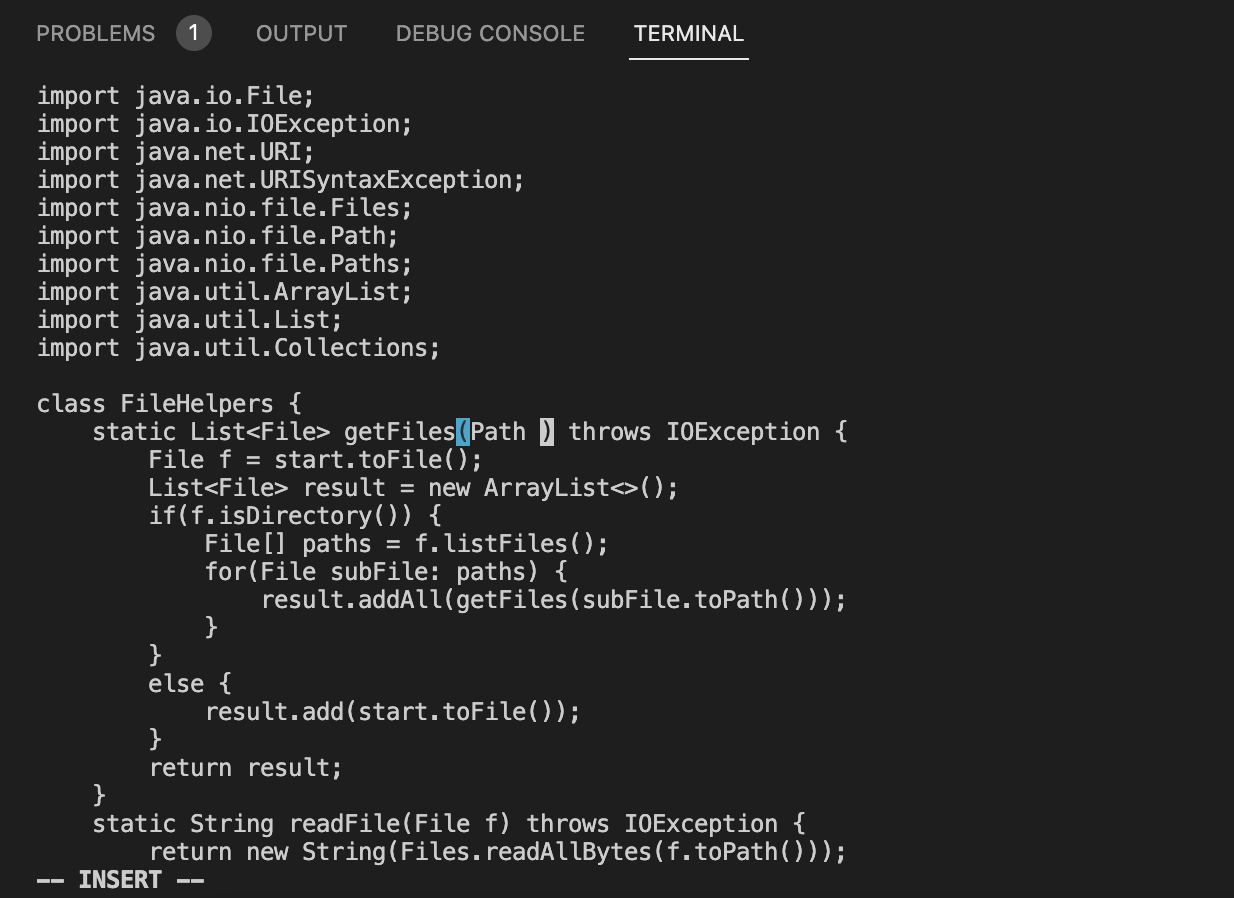 PROBLEMS 1 OUTPUT DEBUG CONSOLE TERMINAL
import java.io.File;
import java.io.IOException;
import java.net.URI;
import java.net.URISyntaxException;
import java.nio.file.Files;
import java.nio.file.Path;
import java.nio.file.Paths;
import java.util.ArrayList;
import java.util.List;
import java.util.Collections;

class FileHelpers {
    static List<File> getFiles(Path ) throws IOException {
        File f = start.toFile();
        List<File> result = new ArrayList<>();
        if(f.isDirectory()) {
            File[] paths = f.listFiles();
            for(File subFile: paths) {
                result.addAll(getFiles(subFile.toPath()));
            }
        }
        else {
            result.add(start.toFile());
        }
        return result;
    }
    static String readFile(File f) throws IOException {
        return new String(Files.readAllBytes(f.toPath()));
-- INSERT --